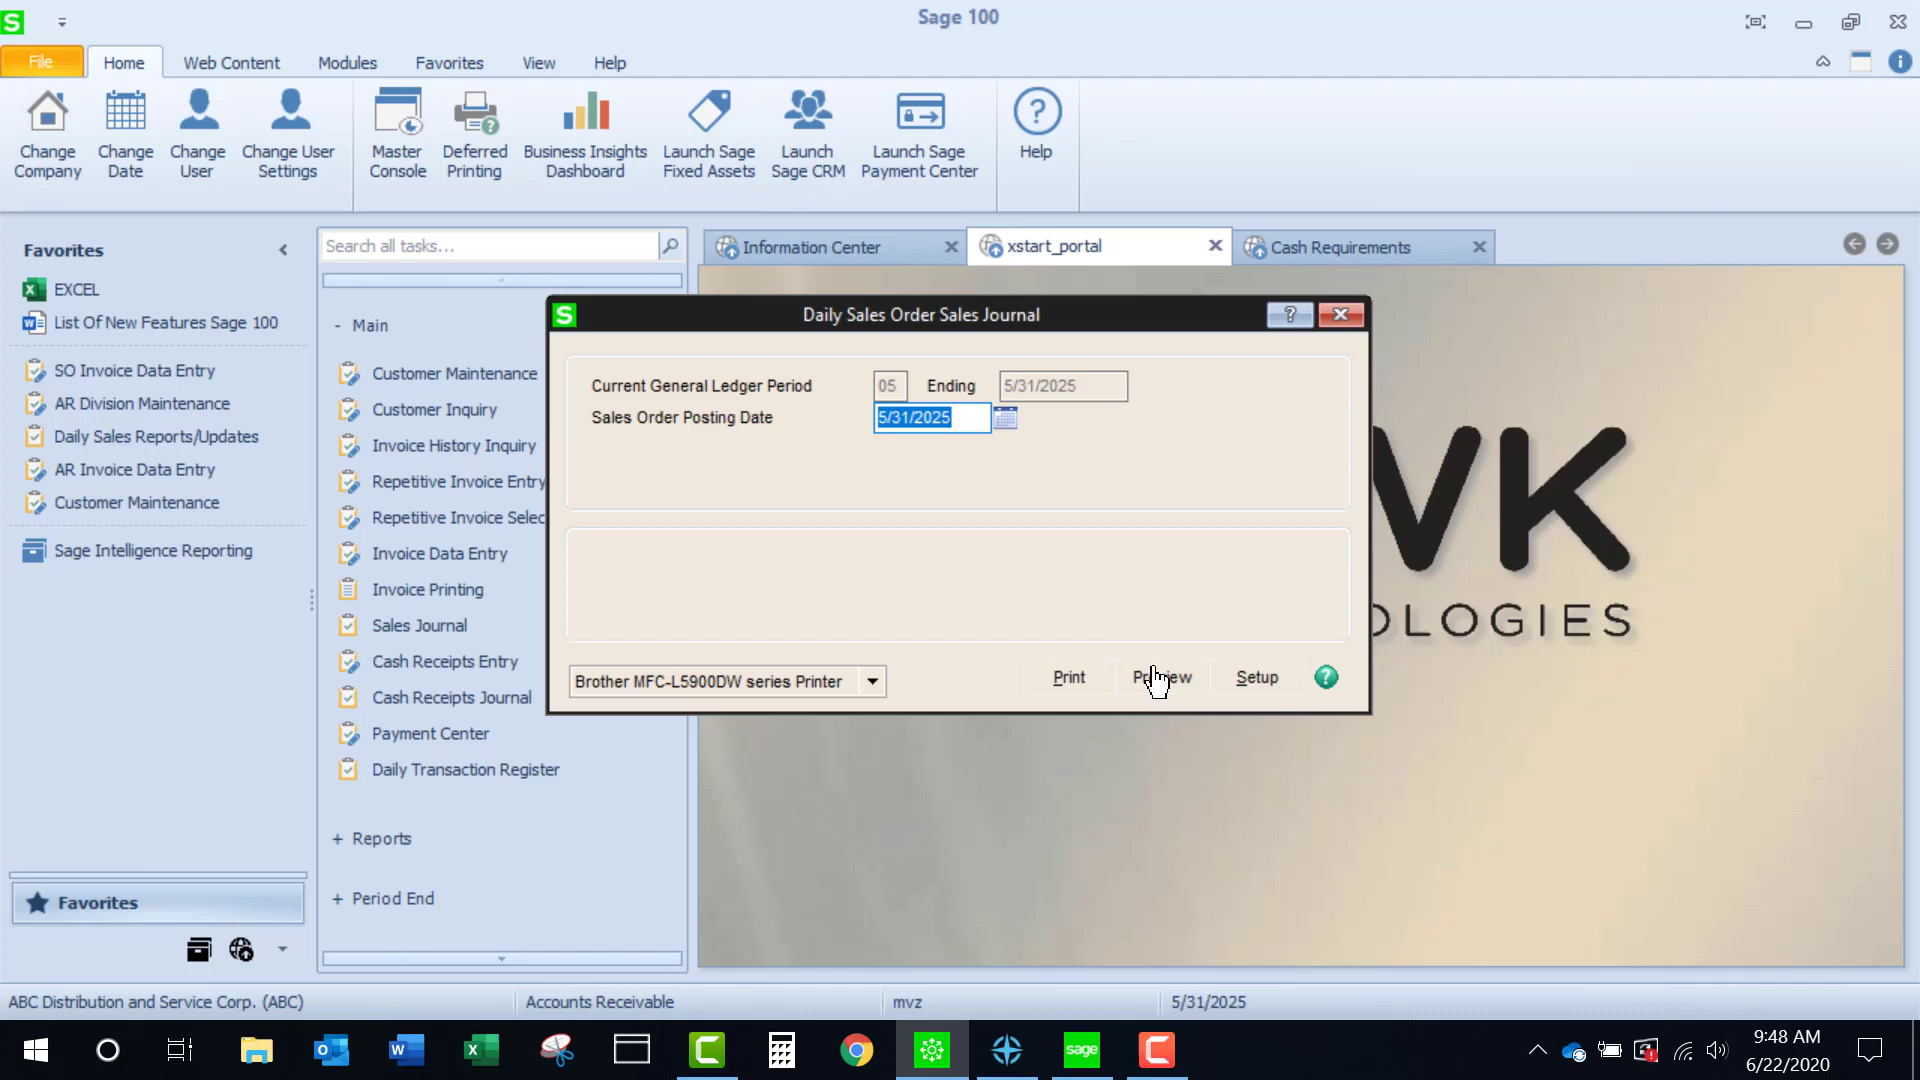 Sage 100
File
Home
Web Content
Modules
Favorites
View
Help
Change Company
Change Date
Change User
Change User Settings
Master Console
Deferred Printing
Business Insights Dashboard
Launch Sage Fixed Assets
Launch Sage CRM
Launch Sage Payment Center
Help
Favorites
EXCEL
List Of New Features Sage 100
SO Invoice Data Entry
AR Division Maintenance
Daily Sales Reports/Updates
AR Invoice Data Entry
Customer Maintenance
Sage Intelligence Reporting
Favorites
Search all tasks...
- Main
Customer Maintenance
Customer Inquiry
Invoice History Inquiry
Repetitive Invoice Entry
Repetitive Invoice Selec
Invoice Data Entry
Invoice Printing
Sales Journal
Cash Receipts Entry
Cash Receipts Journal
Payment Center
Daily Transaction Register
+ Reports
+ Period End
Information Center
xstart_portal
Cash Requirements
VK
OLOGIES
S
Daily Sales Order Sales Journal
Current General Ledger Period 05 Ending 5/31/2025
Sales Order Posting Date 5/31/2025
Brother MFC-L5900DW series Printer
Print
Preview
Setup
ABC Distribution and Service Corp. (ABC)
Accounts Receivable
mvz
5/31/2025
sage
9:48 AM
6/22/2020